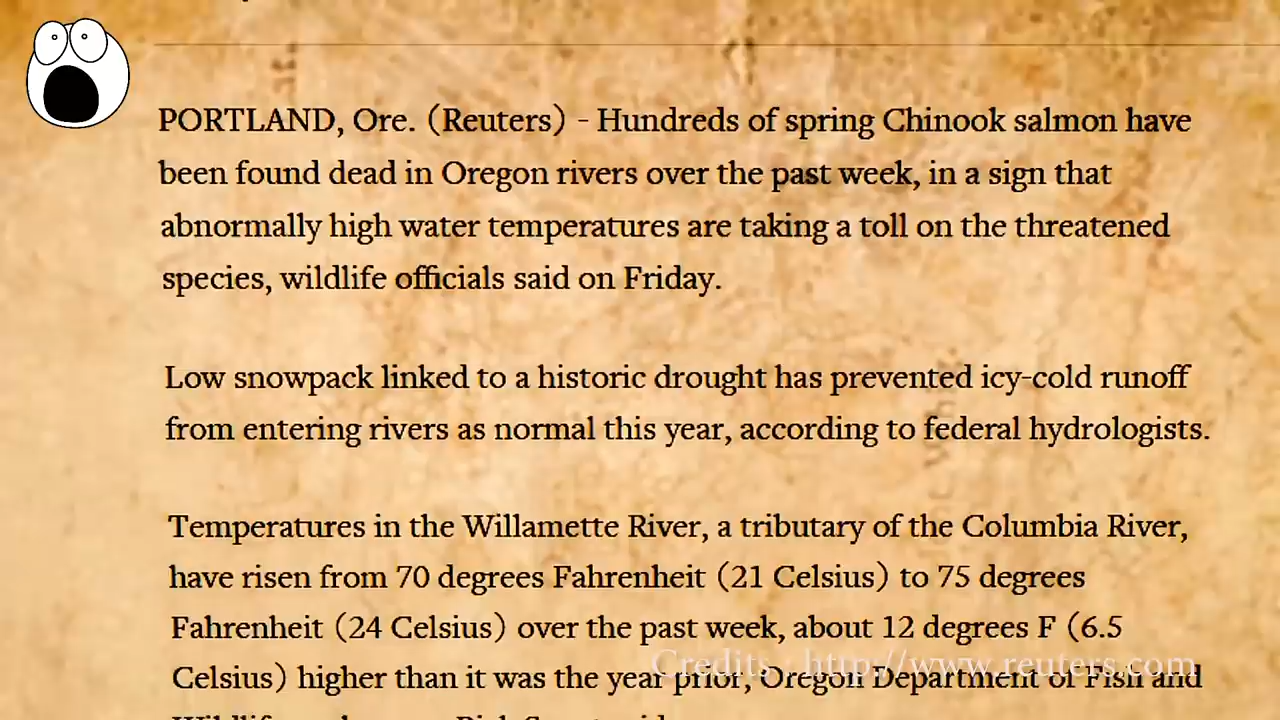 PORTLAND, Ore. (Reuters) - Hundreds of spring Chinook salmon have
been found dead in Oregon rivers over the past week, in a sign that
abnormally high water temperatures are taking a toll on the threatened
species, wildlife officials said on Friday.
Low snowpack linked to a historic drought has prevented icy-cold runoff
from entering rivers as normal this year, according to federal hydrologists.
Temperatures in the Willamette River, a tributary of the Columbia River,
have risen from 70 degrees Fahrenheit (21 Celsius) to 75 degrees
Fahrenheit (24 Celsius) over the past week, about 12 degrees F (6.5
Credits : http://www.reuters.com
Celsius) higher than it was the year prior, Oregon Department of Fish and